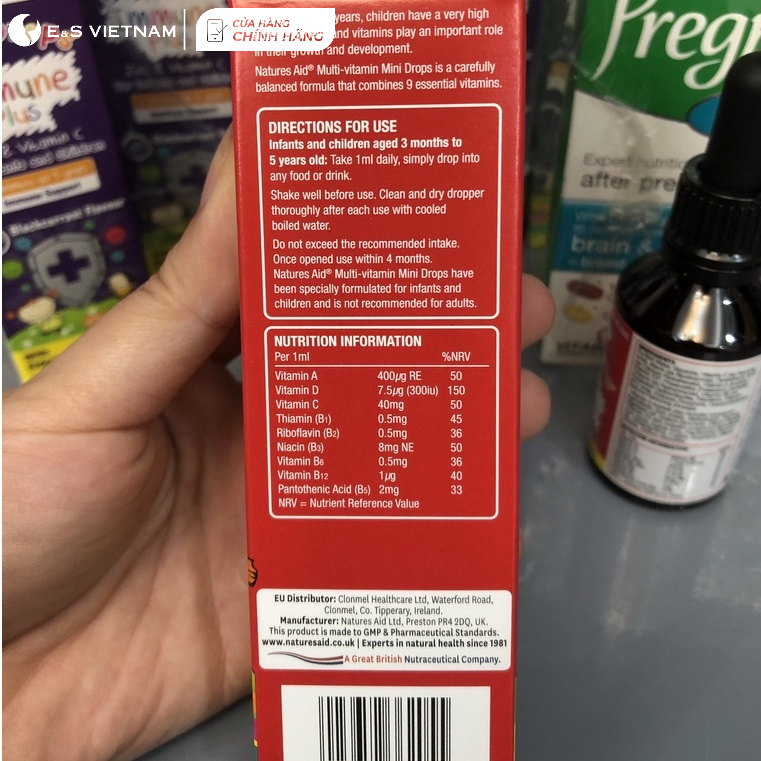 E&S VIETNAM
CỬA HÀNG
CHÍNH HÃNG
years, children have a very high
and vitamins play an important role
in their growth and development.
Natures Aid® Multi-vitamin Mini Drops is a carefully
balanced formula that combines 9 essential vitamins.
DIRECTIONS FOR USE
Infants and children aged 3 months to
5 years old: Take 1ml daily, simply drop into
any food or drink.
Shake well before use. Clean and dry dropper
thoroughly after each use with cooled
boiled water.
Do not exceed the recommended intake.
Once opened use within 4 months.
Natures Aid® Multi-vitamin Mini Drops have
been specially formulated for infants and
children and is not recommended for adults.
NUTRITION INFORMATION
Per 1ml %NRV
Vitamin A 400µg RE 50
Vitamin D 7.5µg (300iu) 150
Vitamin C 40mg 50
Thiamin (B1) 0.5mg 45
Riboflavin (B2) 0.5mg 36
Niacin (B3) 8mg NE 50
Vitamin B6 0.5mg 36
Vitamin B12 1µg 40
Pantothenic Acid (B5) 2mg 33
NRV = Nutrient Reference Value
EU Distributor: Clonmel Healthcare Ltd, Waterford Road,
Clonmel, Co. Tipperary, Ireland.
Manufacturer: Natures Aid Ltd, Preston PR4 2DQ, UK.
This product is made to GMP & Pharmaceutical Standards.
www.naturesaid.co.uk | Experts in natural health since 1981
A Great British Nutraceutical Company.
mune
Plus
Vitamin C
Immune Support
Blackcurrant Flavour
Pregn
Expert nutritio
after pre
brain &